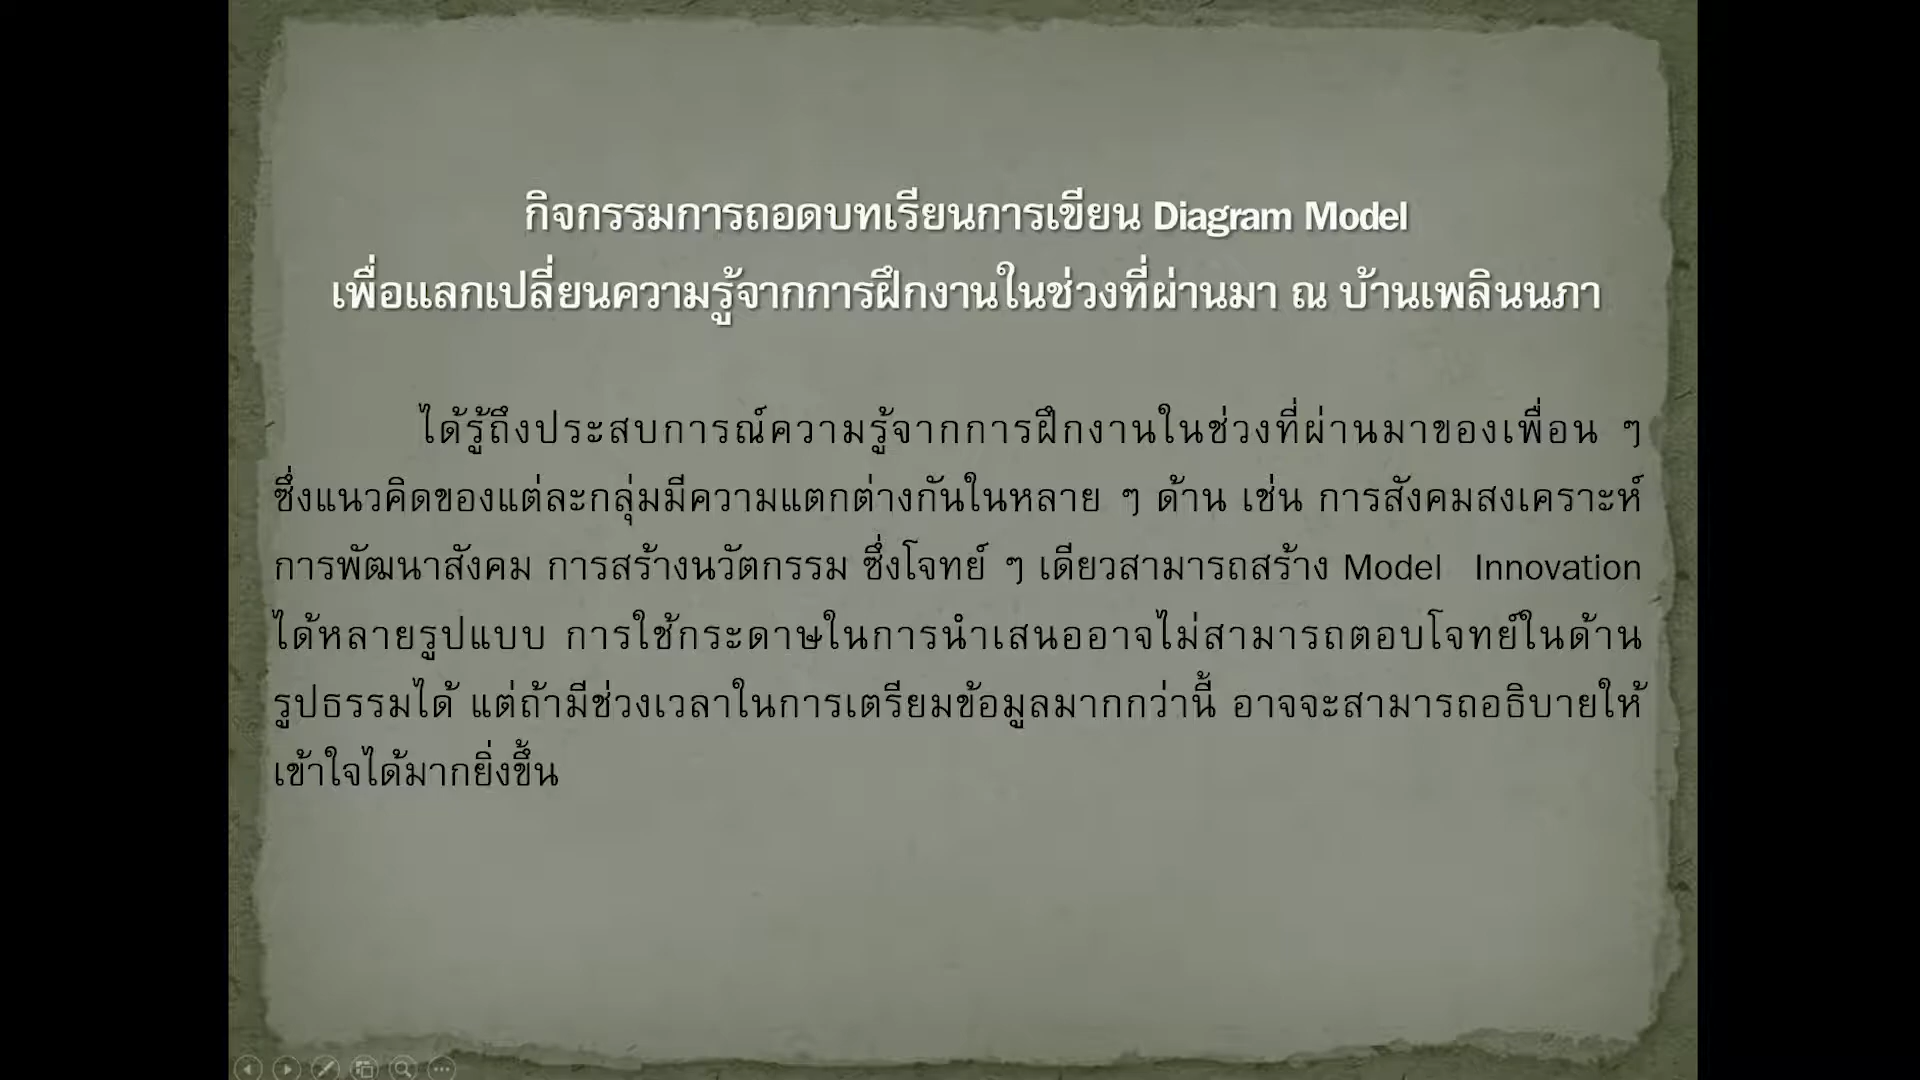 กิจกรรมการถอดบทเรียนการเขียน Diagram Model
เพื่อแลกเปลี่ยนความรู้จากการฝึกงานในช่วงที่ผ่านมา ณ บ้านเพลินนภา
ได้รู้ถึงประสบการณ์ความรู้จากการฝึกงานในช่วงที่ผ่านมาของเพื่อน ๆ
ซึ่งแนวคิดของแต่ละกลุ่มมีความแตกต่างกันในหลาย ๆ ด้าน เช่น การสังคมสงเคราะห์
การพัฒนาสังคม การสร้างนวัตกรรม ซึ่งโจทย์ ๆ เดียวสามารถสร้าง Model Innovation
ได้หลายรูปแบบ การใช้กระดาษในการนำเสนออาจไม่สามารถตอบโจทย์ในด้าน
รูปธรรมได้ แต่ถ้ามีช่วงเวลาในการเตรียมข้อมูลมากกว่านี้ อาจจะสามารถอธิบายให้
เข้าใจได้มากยิ่งขึ้น